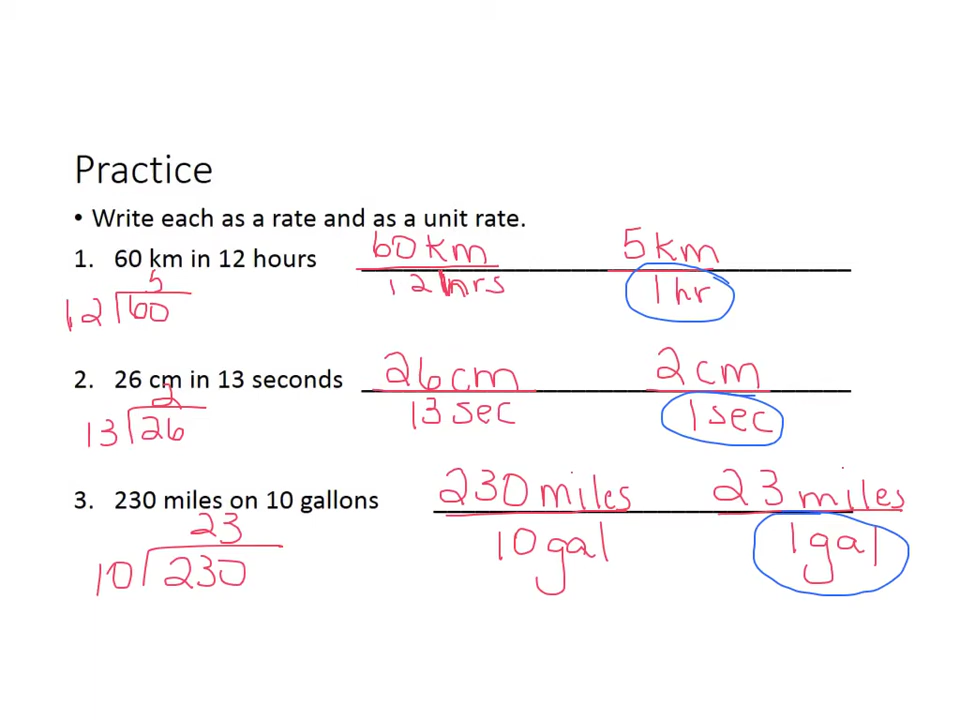 Practice
• Write each as a rate and as a unit rate.
60 km 5 km
1. 60 km in 12 hours
12 hrs 1 hr
5
12 60
26 cm 2 cm
2. 26 cm in 13 seconds
2
13 sec 1 sec
13 26
230 miles 23 miles
3. 230 miles on 10 gallons
23
10 gal 1 gal
10 230